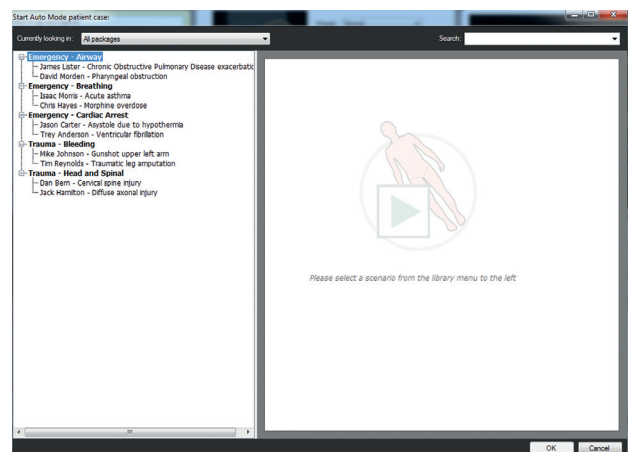 Start Auto Mode patient case:
Currently looking in: All packages
Search:
Emergency - Airway
James Lister - Chronic Obstructive Pulmonary Disease exacerbatic
David Morden - Pharyngeal obstruction
Emergency - Breathing
Isaac Morris - Acute asthma
Chris Hayes - Morphine overdose
Emergency - Cardiac Arrest
Jason Carter - Asystole due to hypothermia
Trey Anderson - Ventricular fibrilation
Trauma - Bleeding
Mike Johnson - Gunshot upper left arm
Tim Reynolds - Traumatic leg amputation
Trauma - Head and Spinal
Dan Bern - Cervical spine injury
Jack Hamilton - Diffuse axonal injury
Please select a scenario from the library menu to the left
OK Cancel